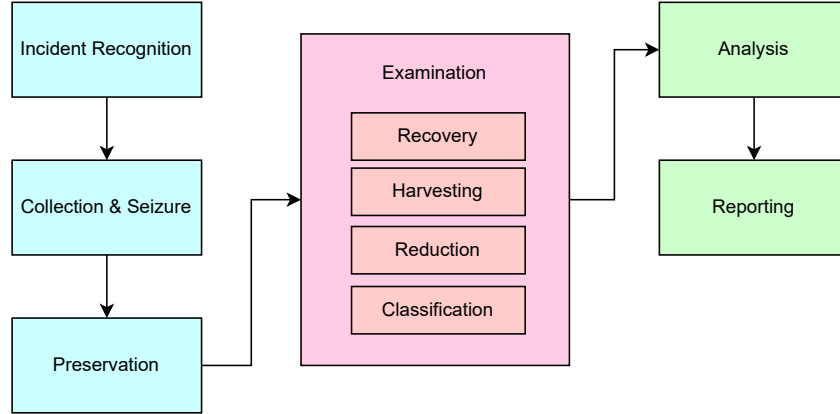 Incident Recognition
Collection & Seizure
Preservation
Examination
Recovery
Harvesting
Reduction
Classification
Analysis
Reporting